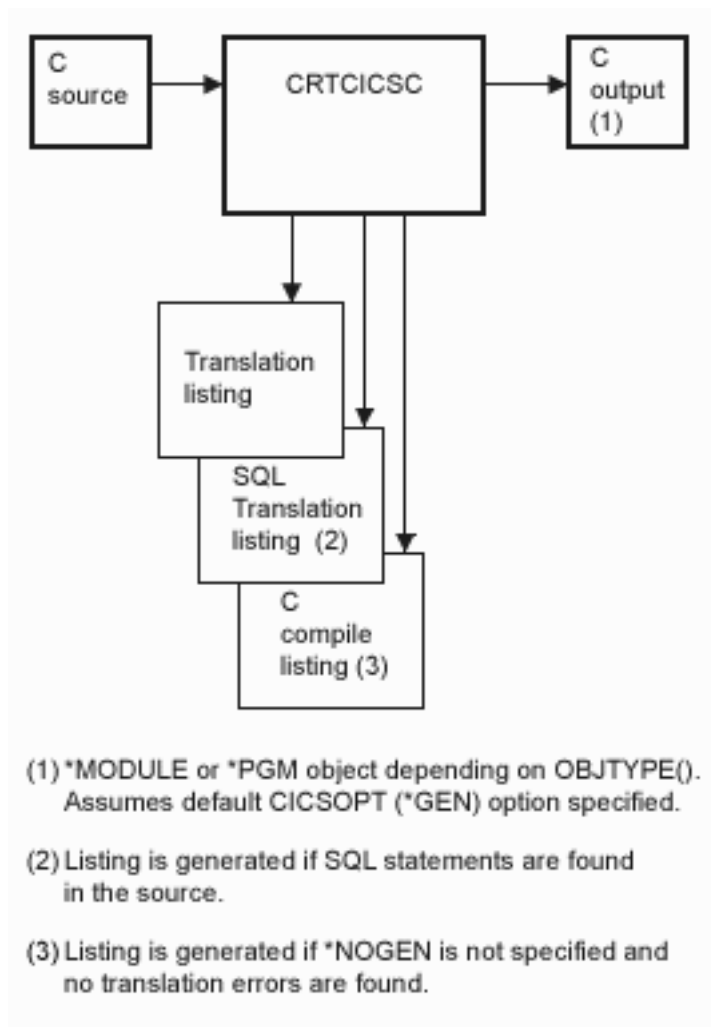 C
source
CRTCICSC
C
output
(1)
Translation
listing
SQL
Translation
listing (2)
C
compile
listing (3)
(1) *MODULE or *PGM object depending on OBJTYPE().
Assumes default CICSOPT (*GEN) option specified.
(2) Listing is generated if SQL statements are found
in the source.
(3) Listing is generated if *NOGEN is not specified and
no translation errors are found.